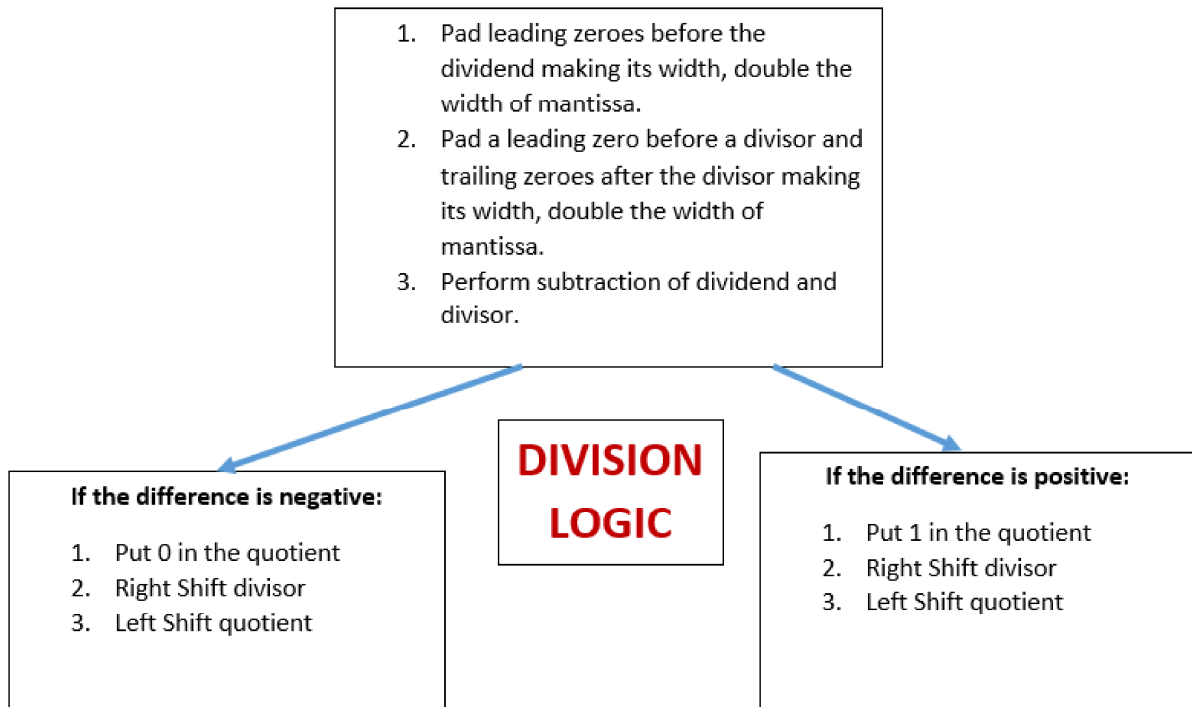 1. Pad leading zeroes before the
dividend making its width, double the
width of mantissa.
2. Pad a leading zero before a divisor and
trailing zeroes after the divisor making
its width, double the width of
mantissa.
3. Perform subtraction of dividend and
divisor.
DIVISION
LOGIC
If the difference is negative:
1. Put 0 in the quotient
2. Right Shift divisor
3. Left Shift quotient
If the difference is positive:
1. Put 1 in the quotient
2. Right Shift divisor
3. Left Shift quotient